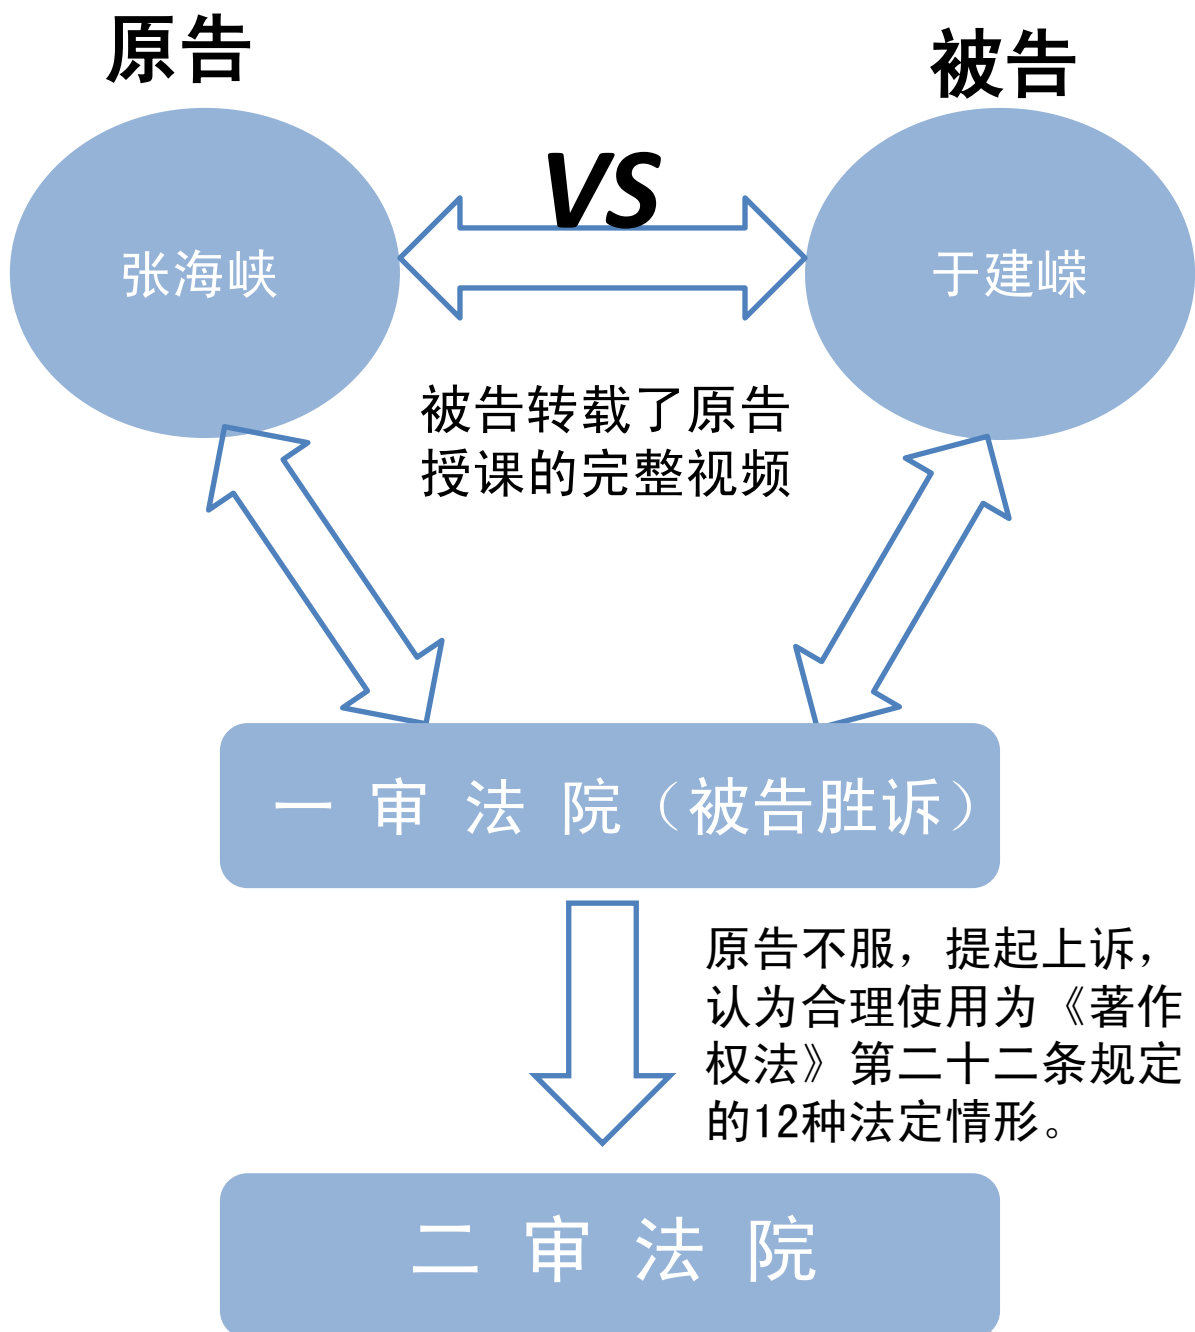 原告
被告
VS
张海峡
于建嵘
被告转载了原告
授课的完整视频
一 审 法 院（被告胜诉）
原告不服，提起上诉，
认为合理使用为《著作
权法》第二十二条规定
的12种法定情形。
二 审 法 院